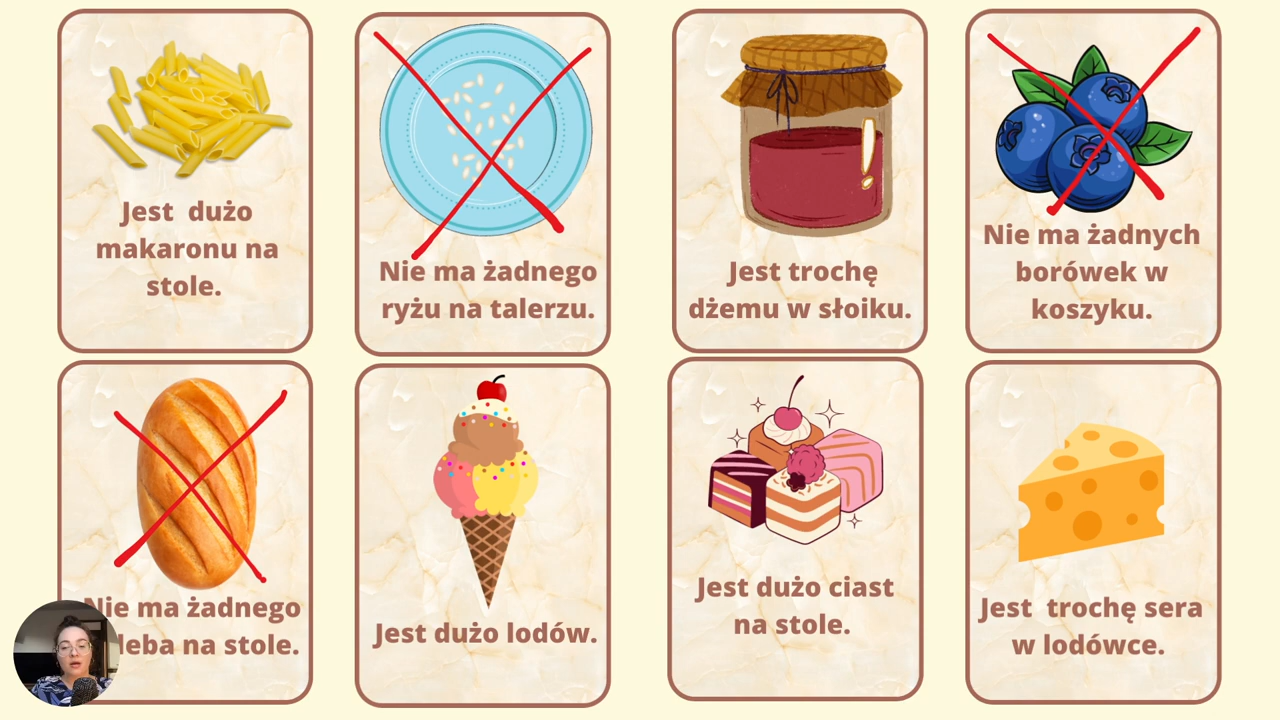 Jest dużo
makaronu na
stole.
Nie ma żadnego
ryżu na talerzu.
Jest trochę
dżemu w słoiku.
Nie ma żadnych
borówek w
koszyku.
Nie ma żadnego
leba na stole.
Jest dużo lodów.
Jest dużo ciast
na stole.
Jest trochę sera
w lodówce.